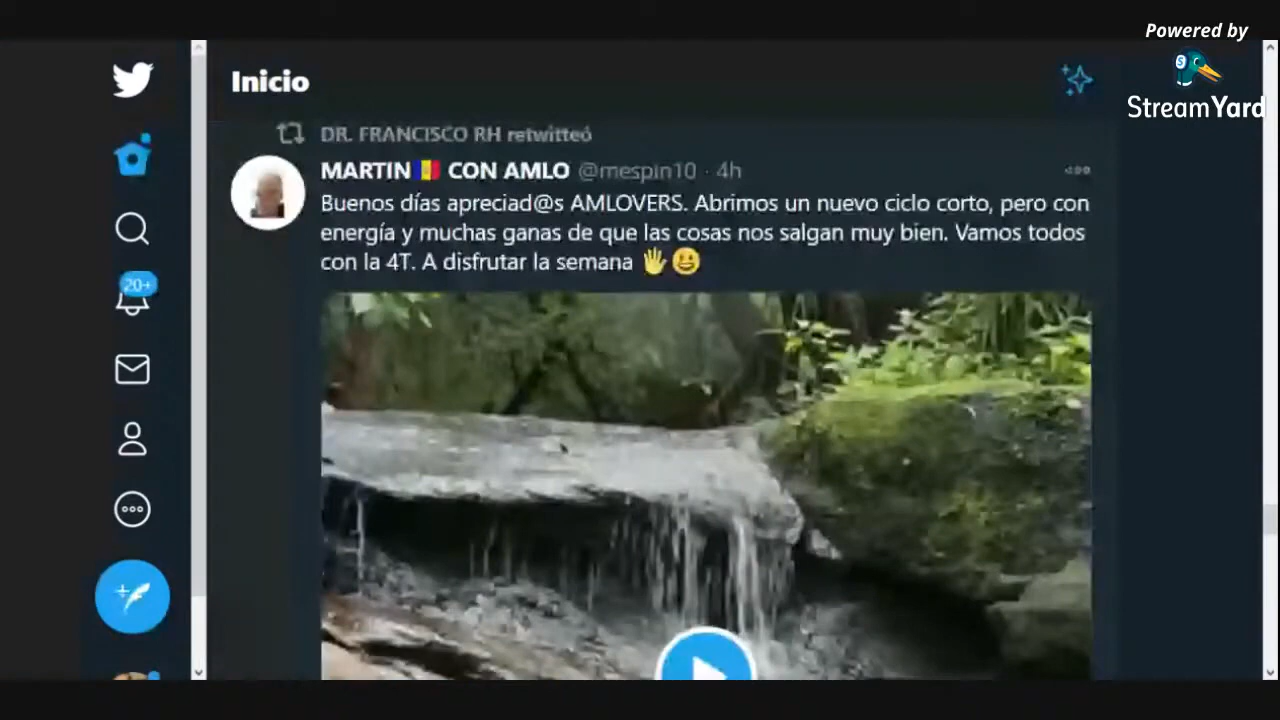 Powered by
StreamYard
Inicio
DR. FRANCISCO RH retwitteó
MARTIN🇲🇩 CON AMLO @mespin10 · 4h
Buenos días apreciad@s AMLOVERS. Abrimos un nuevo ciclo corto, pero con
energía y muchas ganas de que las cosas nos salgan muy bien. Vamos todos
con la 4T. A disfrutar la semana 🖐😃
20+